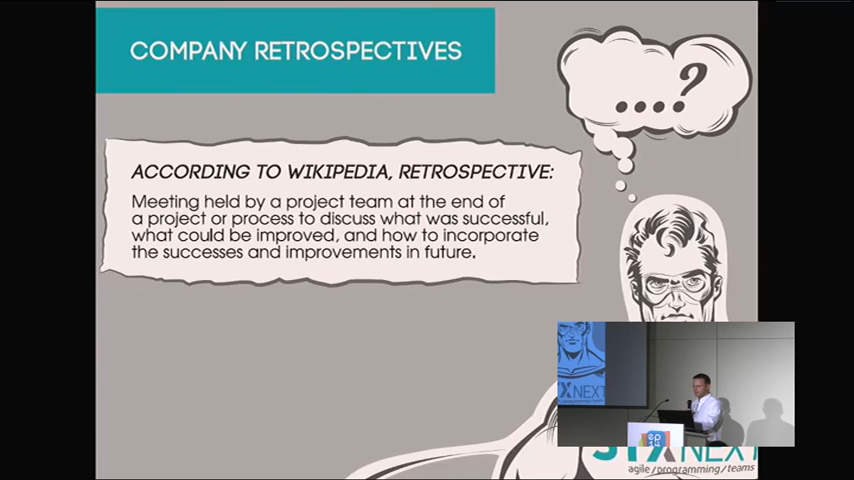 COMPANY RETROSPECTIVES
....?
ACCORDING TO WIKIPEDIA, RETROSPECTIVE:
Meeting held by a project team at the end of
a project or process to discuss what was successful,
what could be improved, and how to incorporate
the successes and improvements in future.
NEXT
NEXT
agile/programming/teams